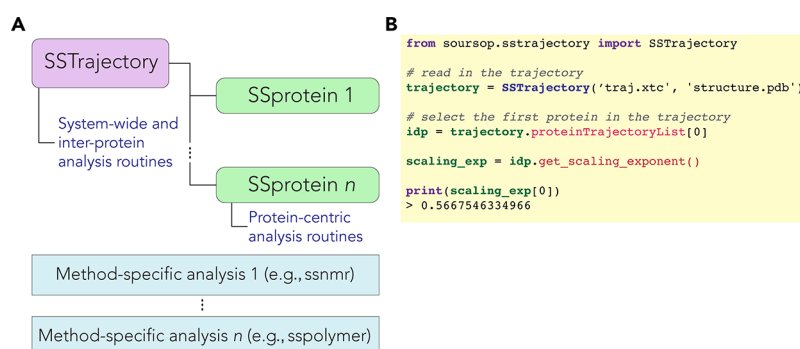 A
SSTrajectory
SSprotein 1
System-wide and
inter-protein
analysis routines
SSprotein n
Protein-centric
analysis routines
Method-specific analysis 1 (e.g., ssnmr)
Method-specific analysis n (e.g., sspolymer)
B
from soursop.sstrajectory import SSTrajectory
# read in the trajectory
trajectory = SSTrajectory(‘traj.xtc', 'structure.pdb')
# select the first protein in the trajectory
idp = trajectory.proteinTrajectoryList[0]
scaling_exp = idp.get_scaling_exponent()
print(scaling_exp[0])
> 0.5667546334966